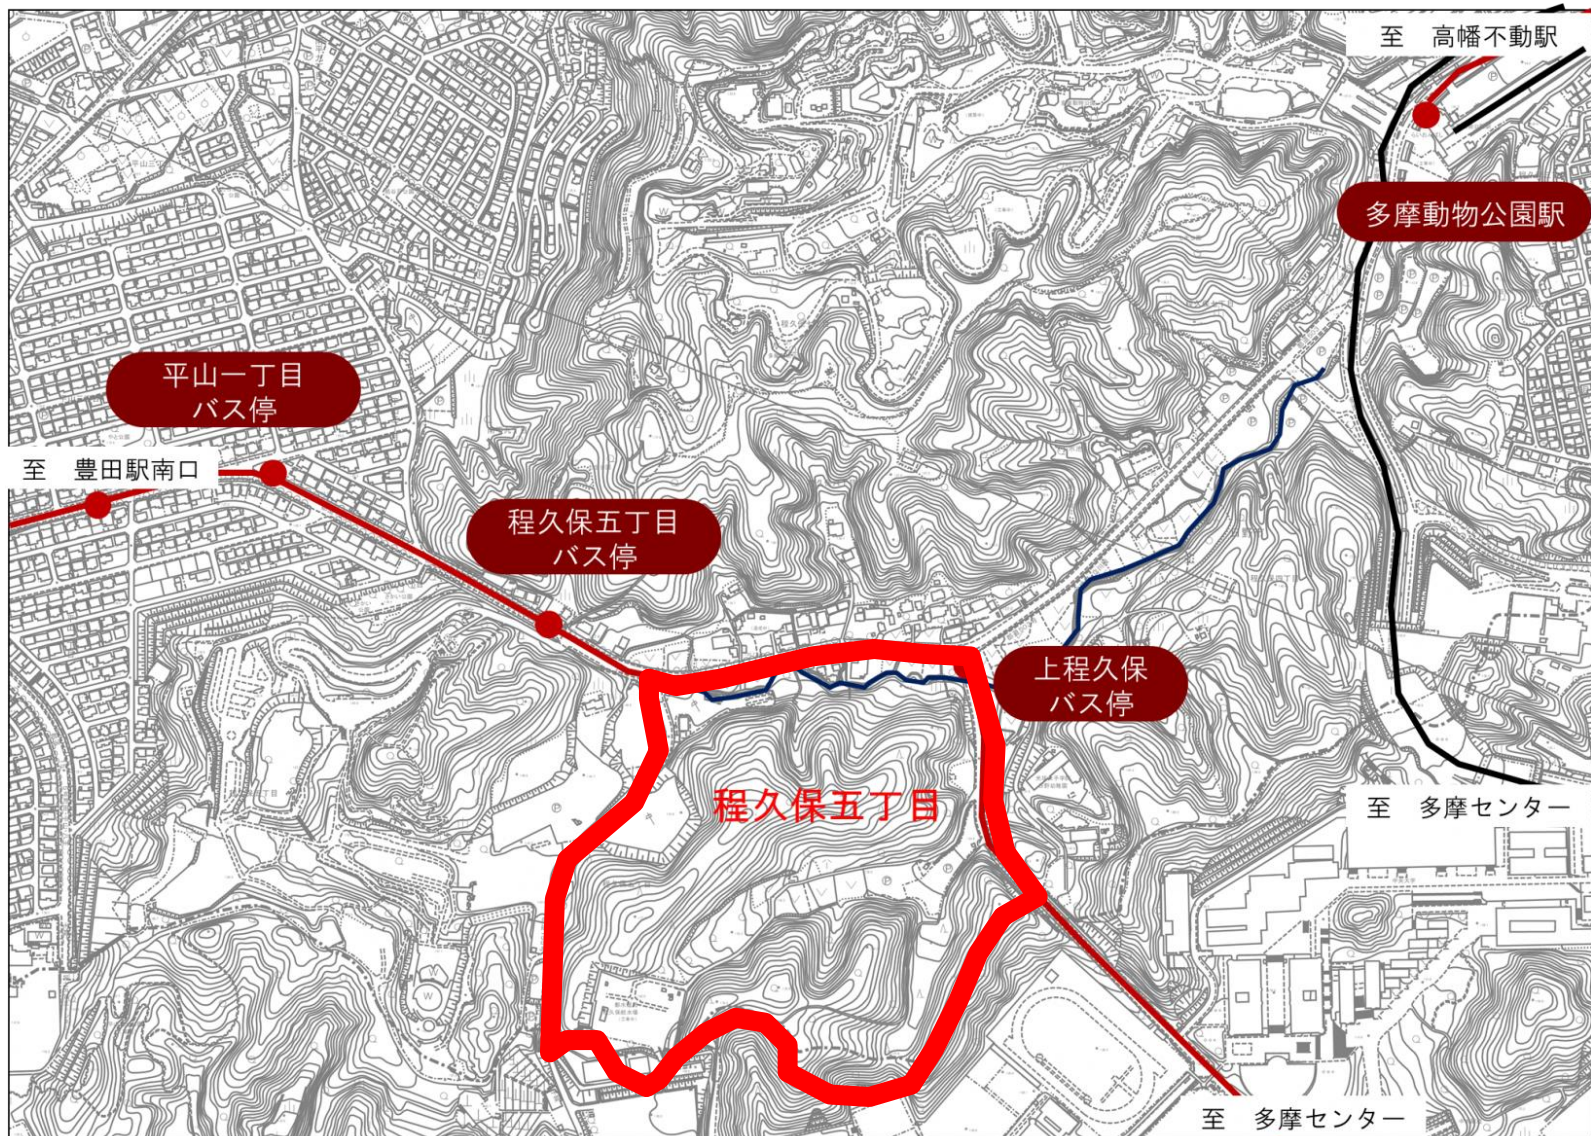 至　高幡不動駅
多摩動物公園駅
平山一丁目
バス停
至　豊田駅南口
程久保五丁目
バス停
上程久保
バス停
程久保五丁目
至　多摩センター
至　多摩センター